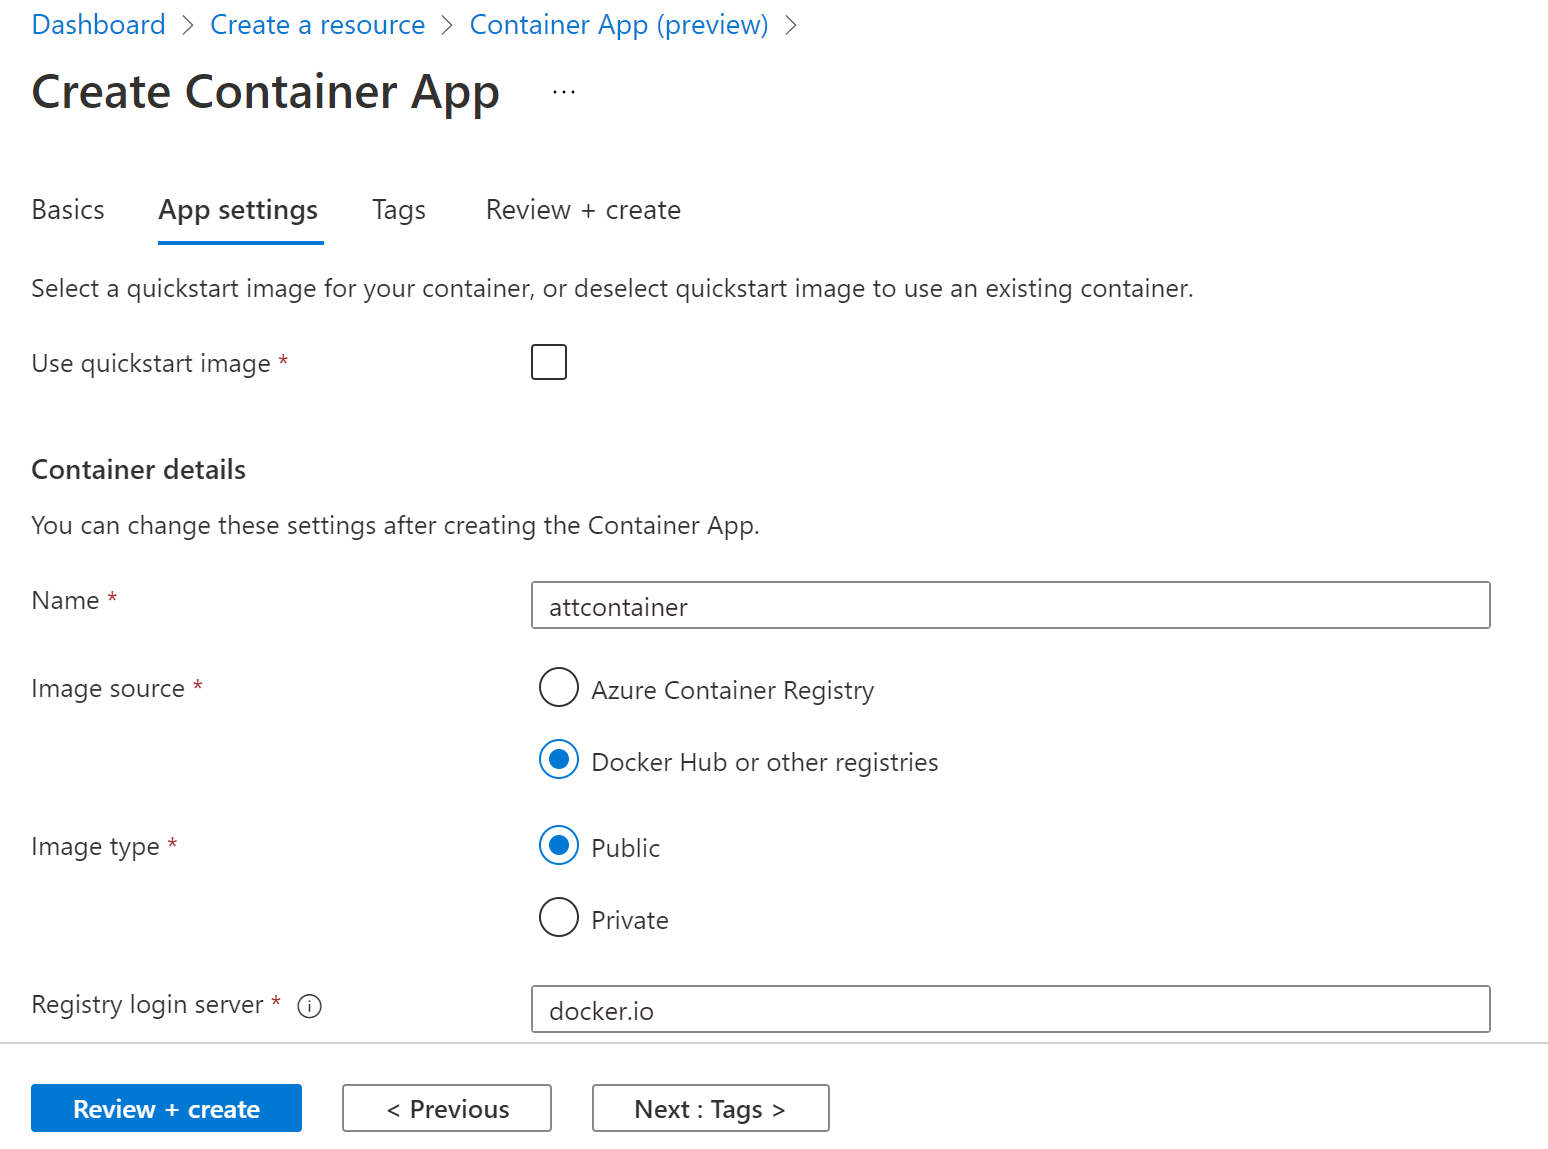 Dashboard > Create a resource > Container App (preview) >
Create Container App ...
Basics App settings Tags Review + create
Select a quickstart image for your container, or deselect quickstart image to use an existing container.
Use quickstart image *
Container details
You can change these settings after creating the Container App.
Name * attcontainer
Image source * Azure Container Registry
Docker Hub or other registries
Image type * Public
Private
Registry login server * i docker.io
Review + create < Previous Next : Tags >